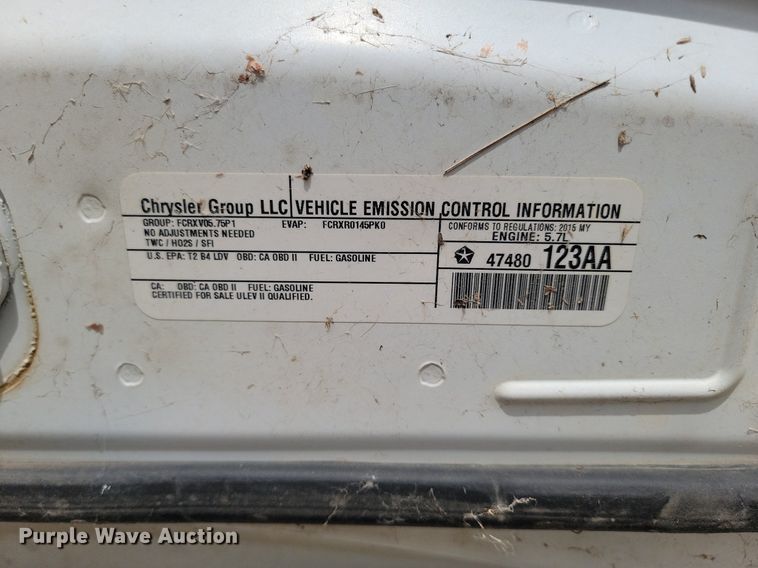 Chrysler Group LLC VEHICLE EMISSION CONTROL INFORMATION
GROUP: FCRXV05.75P1 EVAP: FCRXR0145PK0 CONFORMS TO REGULATIONS: 2015 MY
NO ADJUSTMENTS NEEDED ENGINE: 5.7L
TWC / HO2S / SFI
U.S. EPA: T2 B4 LDV OBD: CA OBD II FUEL: GASOLINE 47480 123AA
CA: OBD: CA OBD II FUEL: GASOLINE
CERTIFIED FOR SALE ULEV II QUALIFIED.
Purple Wave Auction